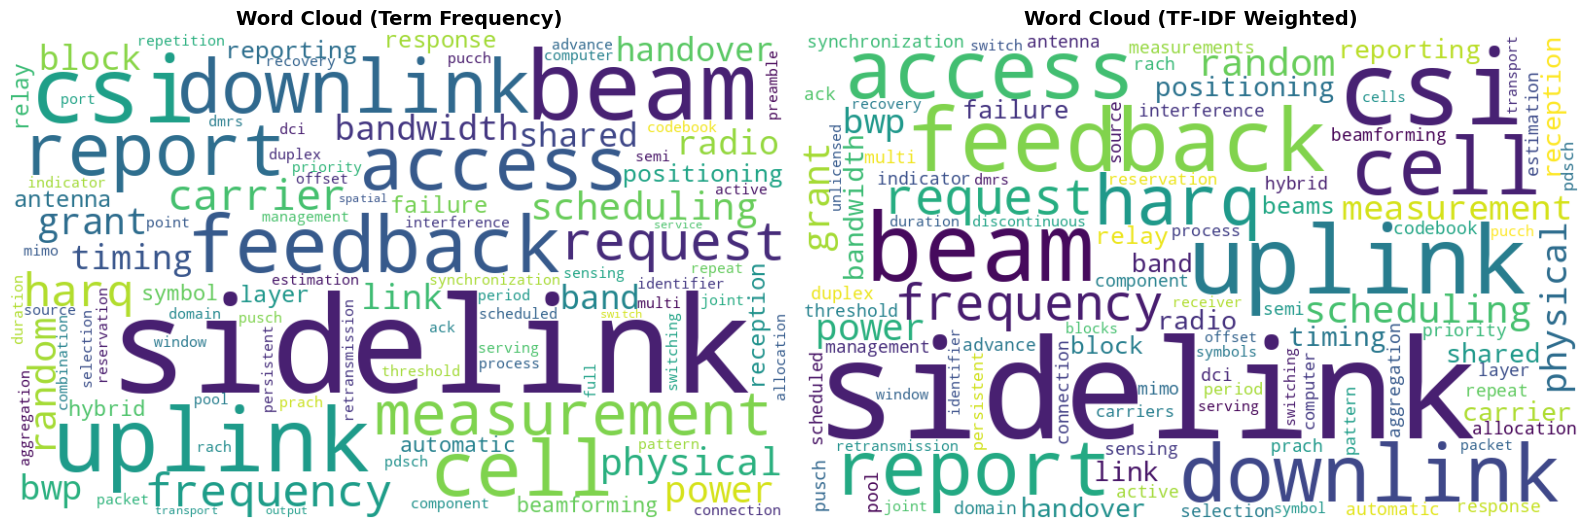 Word Cloud (Term Frequency)
block
repetition
reporting
recovery
response
pucch
advance
computer
handover
relay
csi
port
downlink
beam
preamble
dmrs
dci
bandwidth
shared
codebook
radio
report
duplex
priority
offset
access
semi
positioning
indicator
antenna
carrier
spatial
failure
scheduling
active
grant
point
management
interference
service
mimo
timing
feedback
request
harq
symbol
layer
estimation
link
synchronization
period
sensing
band
identifier
multi
repeat
joint
reception
source
domain
pusch
scheduled
switch
duration
random
combination
selection
reservation
window
sidelink
persistent
retransmission
ack
serving
process
threshold
full
switching
allocation
aggregation
hybrid
pool
prach
measurement
uplink
rach
automatic
pdsch
cell
pattern
physical
bwp
packet
frequency
component
beamforming
power
transport
output
connection
Word Cloud (TF-IDF Weighted)
synchronization
switch
antenna
measurements
rach
random
reporting
transport
access
positioning
csi
cells
ack
recovery
failure
source
interference
beamforming
estimation
reception
bwp
unlicensed
bandwidth
multi
feedback
cell
pdsch
grant
indicator
dmrs
request
reservation
harq
hybrid
beams
measurement
duration
discontinuous
relay
process
codebook
pucch
beam
band
component
uplink
physical
duplex
threshold
frequency
receiver
radio
semi
scheduling
power
blocks
offset
timing
priority
management
advance
block
symbols
shared
layer
scheduled
window
identifier
persistent
sidelink
connection
carriers
mimo
dci
period
serving
switching
computer
pattern
aggregation
repeat
carrier
allocation
retransmission
sensing
prach
packet
pusch
pool
report
link
active
downlink
joint
domain
handover
selection
symbol
automatic
response